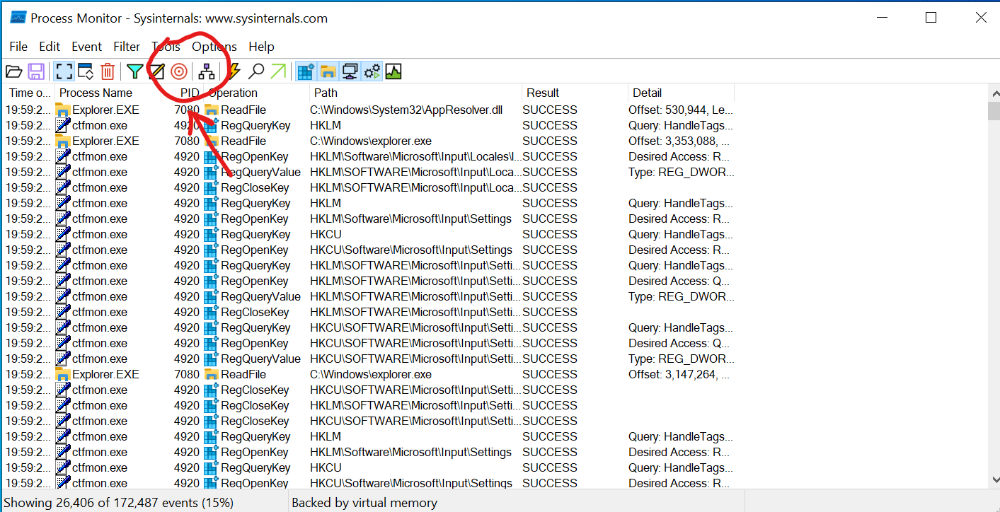 Process Monitor - Sysinternals: www.sysinternals.com
File Edit Event Filter Tools Options Help
Time o... Process Name PID Operation Path Result Detail
19:59:2... Explorer.EXE 7080 ReadFile C:\Windows\System32\AppResolver.dll SUCCESS Offset: 530,944, Le...
19:59:2... ctfmon.exe 4920 RegQueryKey HKLM SUCCESS Query: HandleTags...
19:59:2... Explorer.EXE 7080 ReadFile C:\Windows\explorer.exe SUCCESS Offset: 3,353,088, ...
19:59:2... ctfmon.exe 4920 RegOpenKey HKLM\Software\Microsoft\Input\Locales\l... SUCCESS Desired Access: R...
19:59:2... ctfmon.exe 4920 RegQueryValue HKLM\SOFTWARE\Microsoft\Input\Loca... SUCCESS Type: REG_DWOR...
19:59:2... ctfmon.exe 4920 RegCloseKey HKLM\SOFTWARE\Microsoft\Input\Loca... SUCCESS
19:59:2... ctfmon.exe 4920 RegQueryKey HKLM SUCCESS Query: HandleTags...
19:59:2... ctfmon.exe 4920 RegOpenKey HKLM\Software\Microsoft\Input\Settings SUCCESS Desired Access: R...
19:59:2... ctfmon.exe 4920 RegQueryKey HKCU SUCCESS Query: HandleTags...
19:59:2... ctfmon.exe 4920 RegOpenKey HKCU\Software\Microsoft\Input\Settings SUCCESS Desired Access: R...
19:59:2... ctfmon.exe 4920 RegQueryKey HKLM\SOFTWARE\Microsoft\Input\Setti... SUCCESS Query: HandleTags...
19:59:2... ctfmon.exe 4920 RegOpenKey HKLM\SOFTWARE\Microsoft\Input\Setti... SUCCESS Desired Access: Q...
19:59:2... ctfmon.exe 4920 RegQueryValue HKLM\SOFTWARE\Microsoft\Input\Setti... SUCCESS Type: REG_DWOR...
19:59:2... ctfmon.exe 4920 RegCloseKey HKLM\SOFTWARE\Microsoft\Input\Setti... SUCCESS
19:59:2... ctfmon.exe 4920 RegQueryKey HKCU\SOFTWARE\Microsoft\Input\Setti... SUCCESS Query: HandleTags...
19:59:2... ctfmon.exe 4920 RegOpenKey HKCU\SOFTWARE\Microsoft\Input\Setti... SUCCESS Desired Access: Q...
19:59:2... ctfmon.exe 4920 RegQueryValue HKCU\SOFTWARE\Microsoft\Input\Setti... SUCCESS Type: REG_DWOR...
19:59:2... Explorer.EXE 7080 ReadFile C:\Windows\explorer.exe SUCCESS Offset: 3,147,264, ...
19:59:2... ctfmon.exe 4920 RegCloseKey HKCU\SOFTWARE\Microsoft\Input\Setti... SUCCESS
19:59:2... ctfmon.exe 4920 RegCloseKey HKLM\SOFTWARE\Microsoft\Input\Setti... SUCCESS
19:59:2... ctfmon.exe 4920 RegCloseKey HKCU\SOFTWARE\Microsoft\Input\Setti... SUCCESS
19:59:2... ctfmon.exe 4920 RegQueryKey HKLM SUCCESS Query: HandleTags...
19:59:2... ctfmon.exe 4920 RegOpenKey HKLM\Software\Microsoft\Input\Settings SUCCESS Desired Access: R...
19:59:2... ctfmon.exe 4920 RegQueryKey HKCU SUCCESS Query: HandleTags...
19:59:2... ctfmon.exe 4920 RegOpenKey HKCU\Software\Microsoft\Input\Settings SUCCESS Desired Access: R...
Showing 26,406 of 172,487 events (15%) Backed by virtual memory